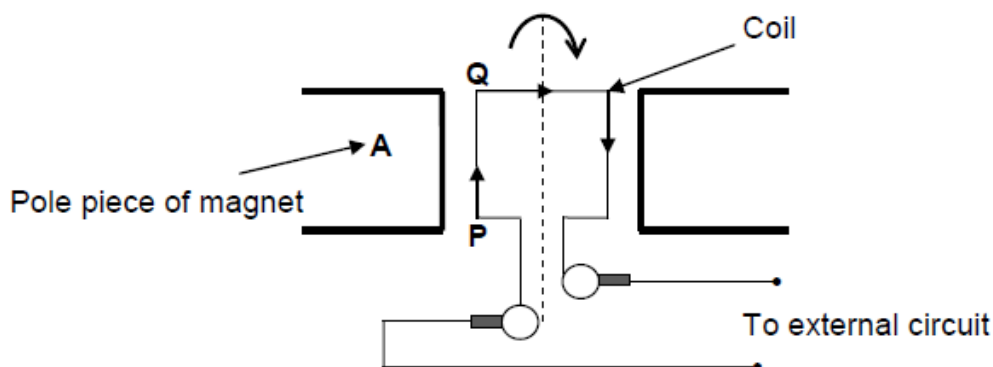 Coil
Q
A
Pole piece of magnet
P
To external circuit